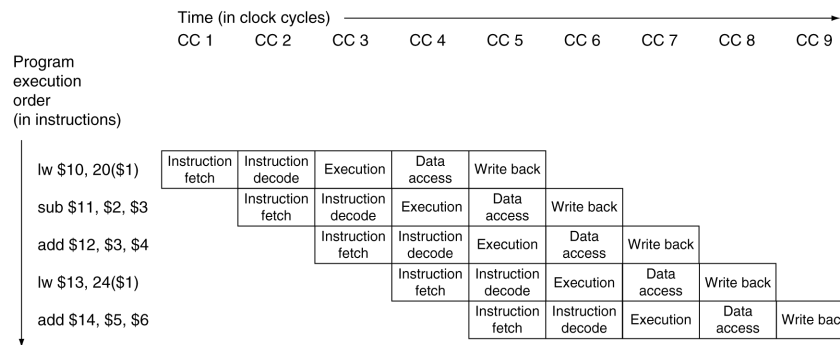 Time (in clock cycles)
CC 1 CC 2 CC 3 CC 4 CC 5 CC 6 CC 7 CC 8 CC 9
Program
execution
order
(in instructions)
lw $10, 20($1)
Instruction
fetch
Instruction
decode
Execution
Data
access
Write back
sub $11, $2, $3
Instruction
fetch
Instruction
decode
Execution
Data
access
Write back
add $12, $3, $4
Instruction
fetch
Instruction
decode
Execution
Data
access
Write back
lw $13, 24($1)
Instruction
fetch
Instruction
decode
Execution
Data
access
Write back
add $14, $5, $6
Instruction
fetch
Instruction
decode
Execution
Data
access
Write bac